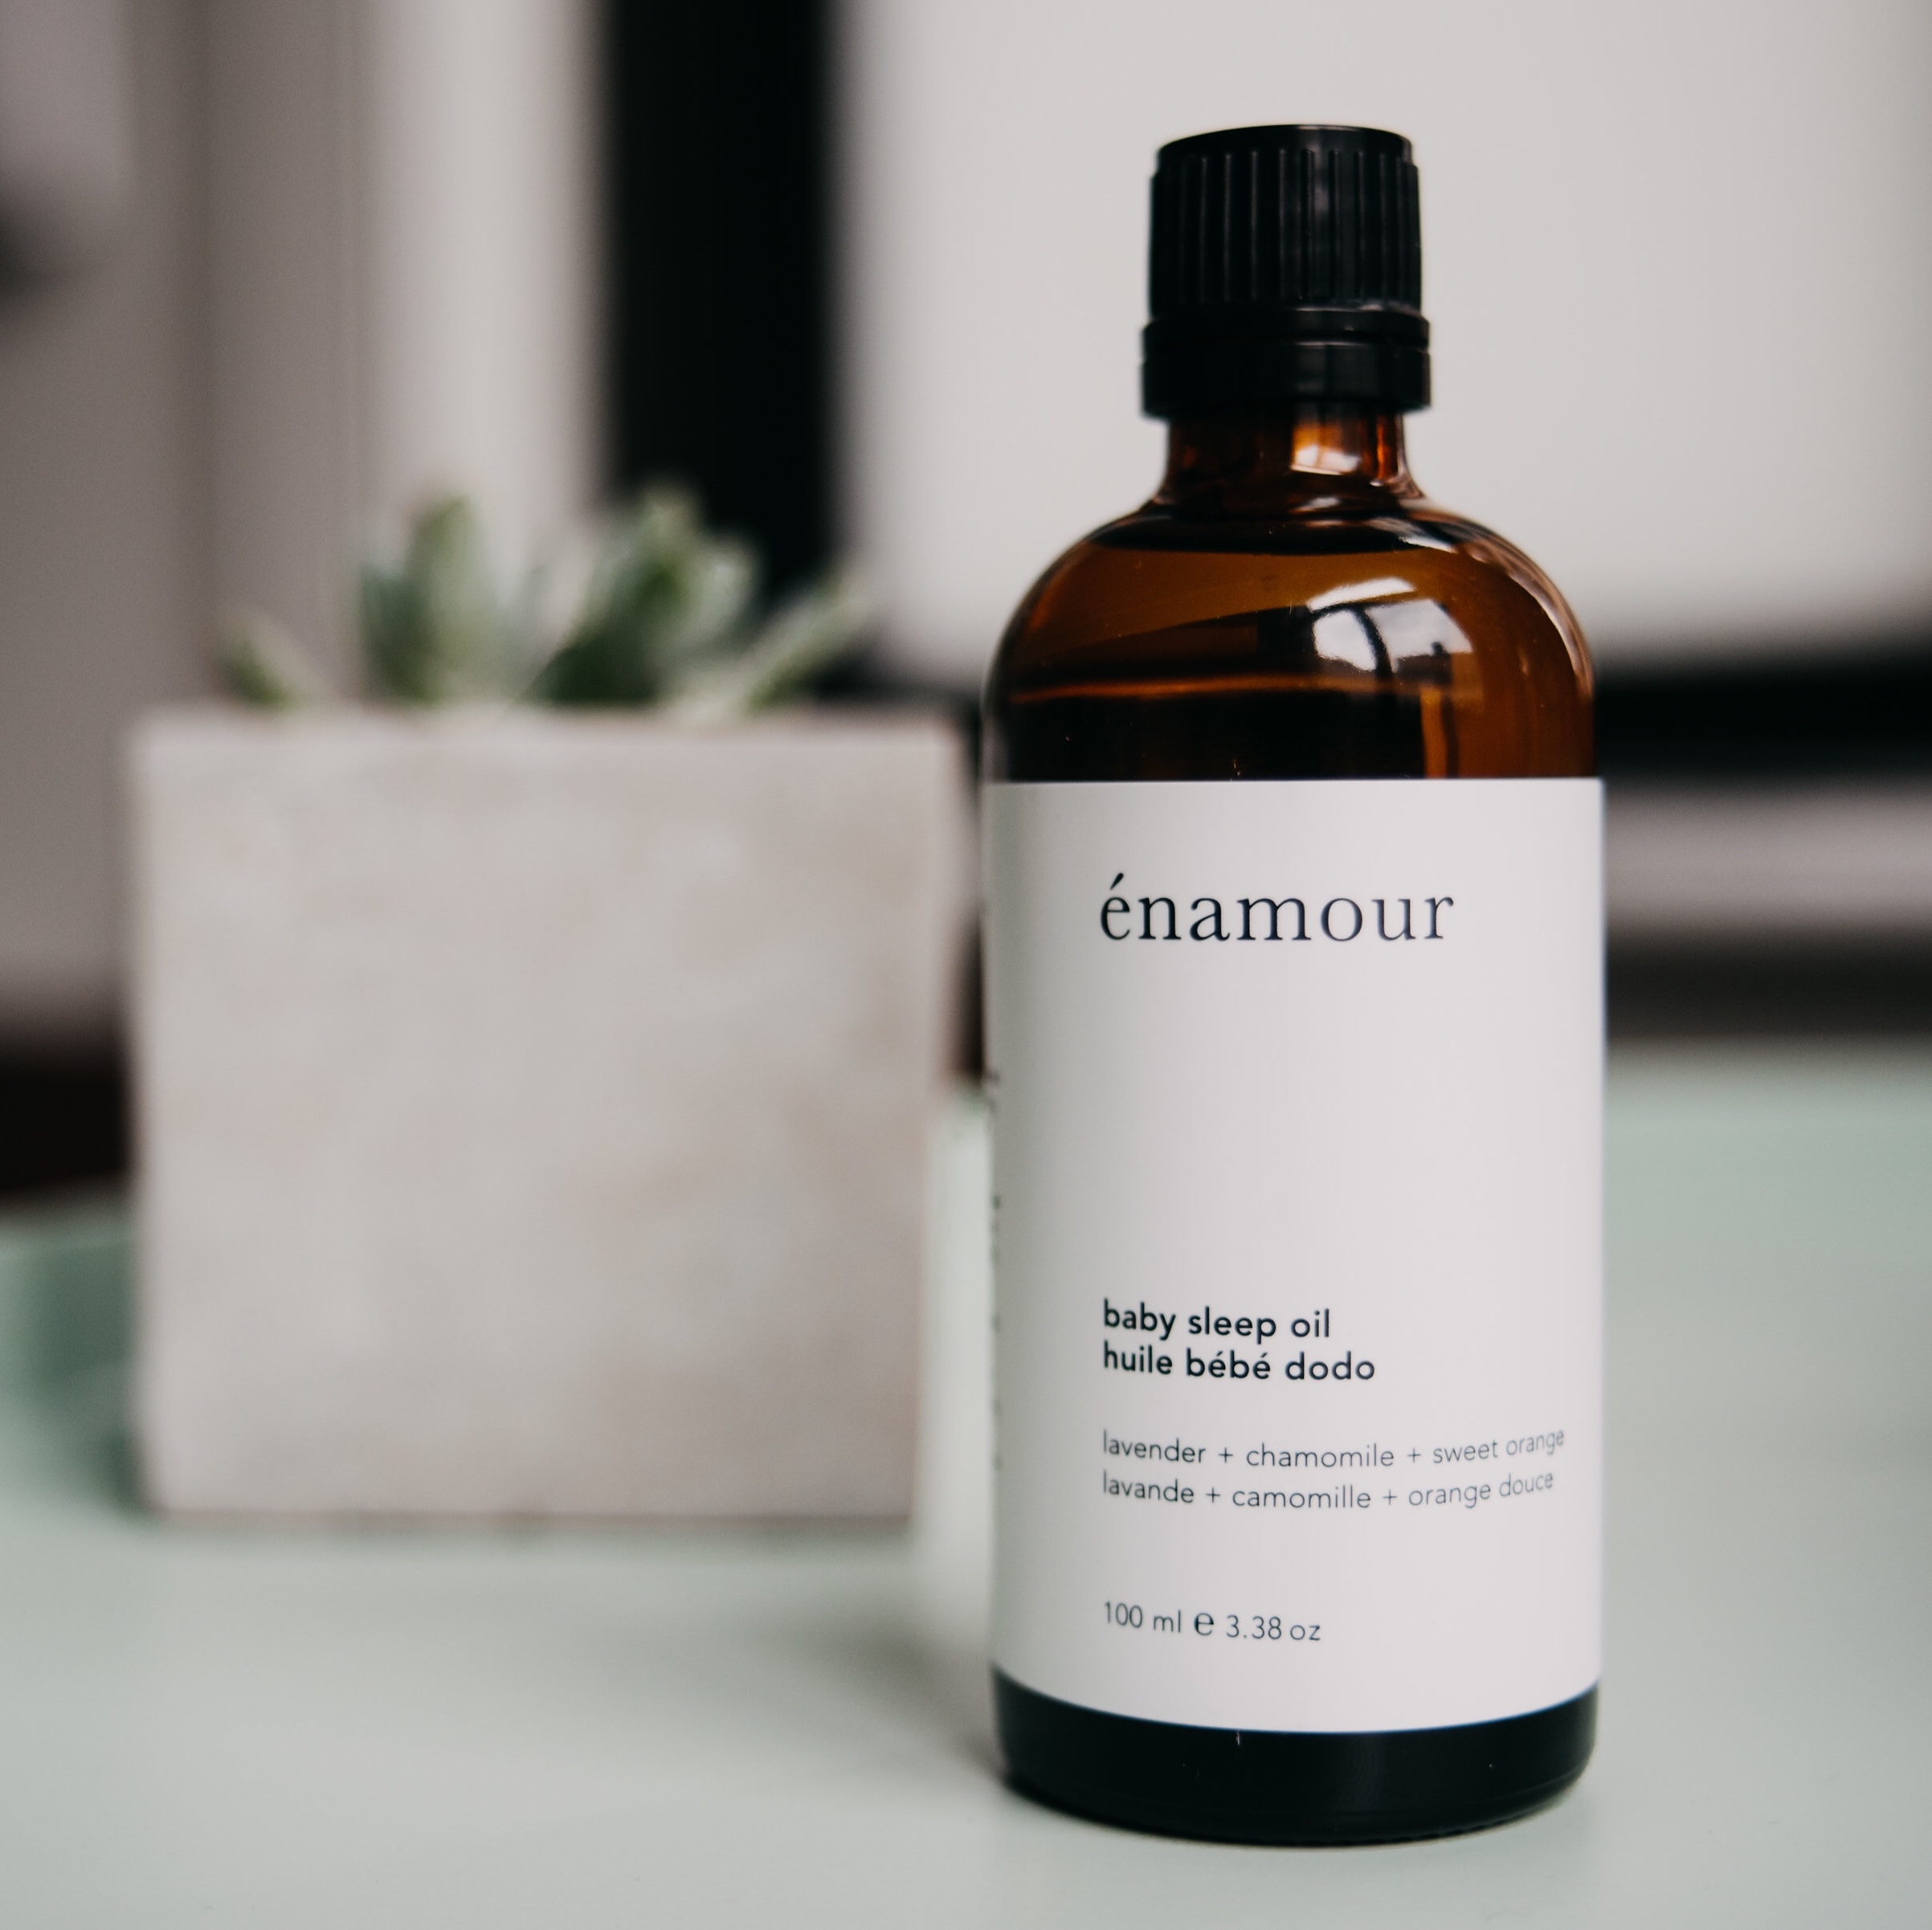 énamour
baby sleep oil
huile bébé dodo
lavender + chamomile + sweet orange
lavande + camomille + orange douce
100 ml ℮ 3.38 oz